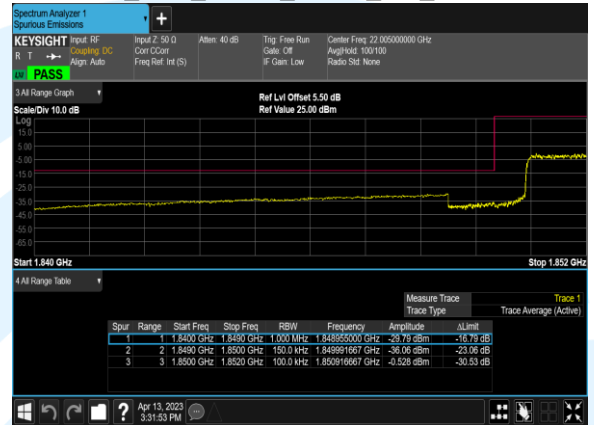 Spectrum Analyzer 1
Spurious Emissions
KEYSIGHT Input: RF Input Z: 50 Ω Atten: 40 dB Trig: Free Run Center Freq: 22.005000000 GHz
R T Coupling: DC Corr CCorr Gate: Off Avg|Hold: 100/100
Align: Auto Freq Ref: Int (S) IF Gain: Low Radio Std: None
PASS
3 All Range Graph
Ref Lvl Offset 5.50 dB
Scale/Div 10.0 dB Ref Value 25.00 dBm
Log
15.0
5.00
-5.00
-15.0
-25.0
-35.0
-45.0
-55.0
-65.0
Start 1.840 GHz Stop 1.852 GHz
4 All Range Table
Measure Trace Trace 1
Trace Type Trace Average (Active)
Spur Range Start Freq Stop Freq RBW Frequency Amplitude ΔLimit
1 1 1.8400 GHz 1.8490 GHz 1.000 MHz 1.848955000 GHz -29.79 dBm -16.79 dB
2 2 1.8490 GHz 1.8500 GHz 150.0 kHz 1.849991667 GHz -36.06 dBm -23.06 dB
3 3 1.8500 GHz 1.8520 GHz 100.0 kHz 1.850916667 GHz -0.528 dBm -30.53 dB
Apr 13, 2023
3:31:53 PM